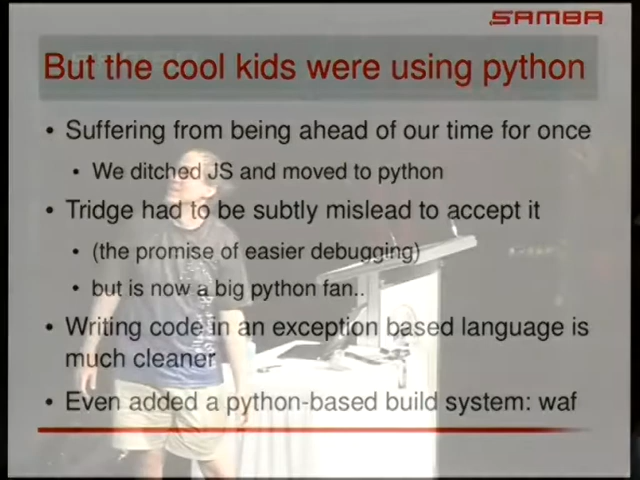 SAMBA
But the cool kids were using python
• Suffering from being ahead of our time for once
• We ditched JS and moved to python
• Tridge had to be subtly mislead to accept it
• (the promise of easier debugging)
• but is now a big python fan..
• Writing code in an exception based language is
much cleaner
• Even added a python-based build system: waf